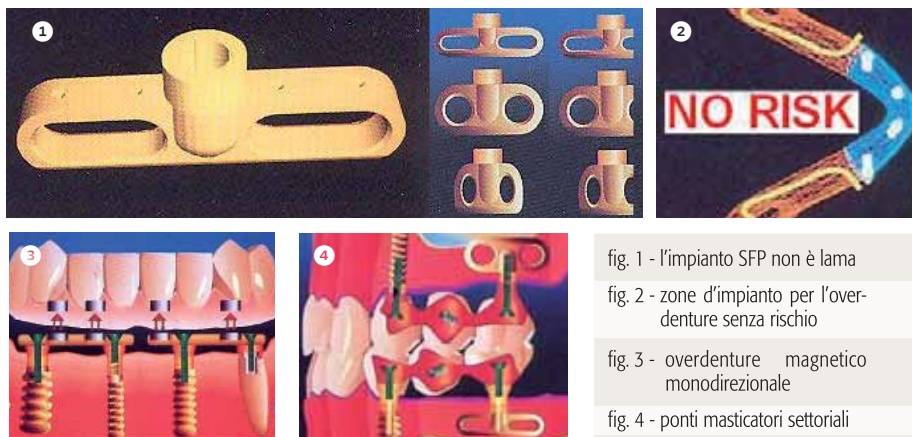 1
2
NO RISK
3
4
fig. 1 - l'impianto SFP non è lama
fig. 2 - zone d'impianto per l'over-
denture senza rischio
fig. 3 - overdenture magnetico
monodirezionale
fig. 4 - ponti masticatori settoriali